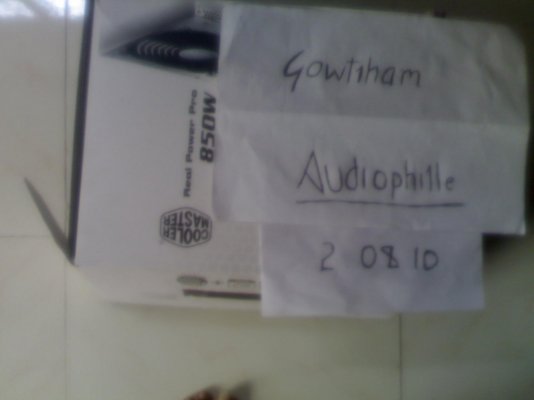 Gowtham
Audiophille
2 08 10
Real Power Pro
850W
COOLER
MASTER